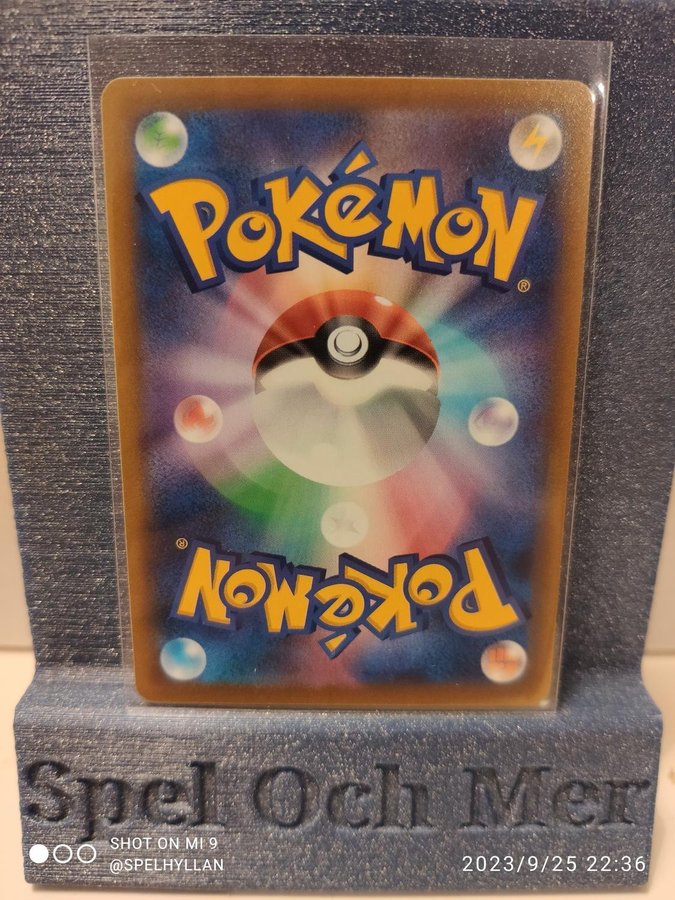 POKéMON
®
®
POKéMON
Spel Och Mer
SHOT ON MI 9
@SPELHYLLAN
2023/9/25 22:36